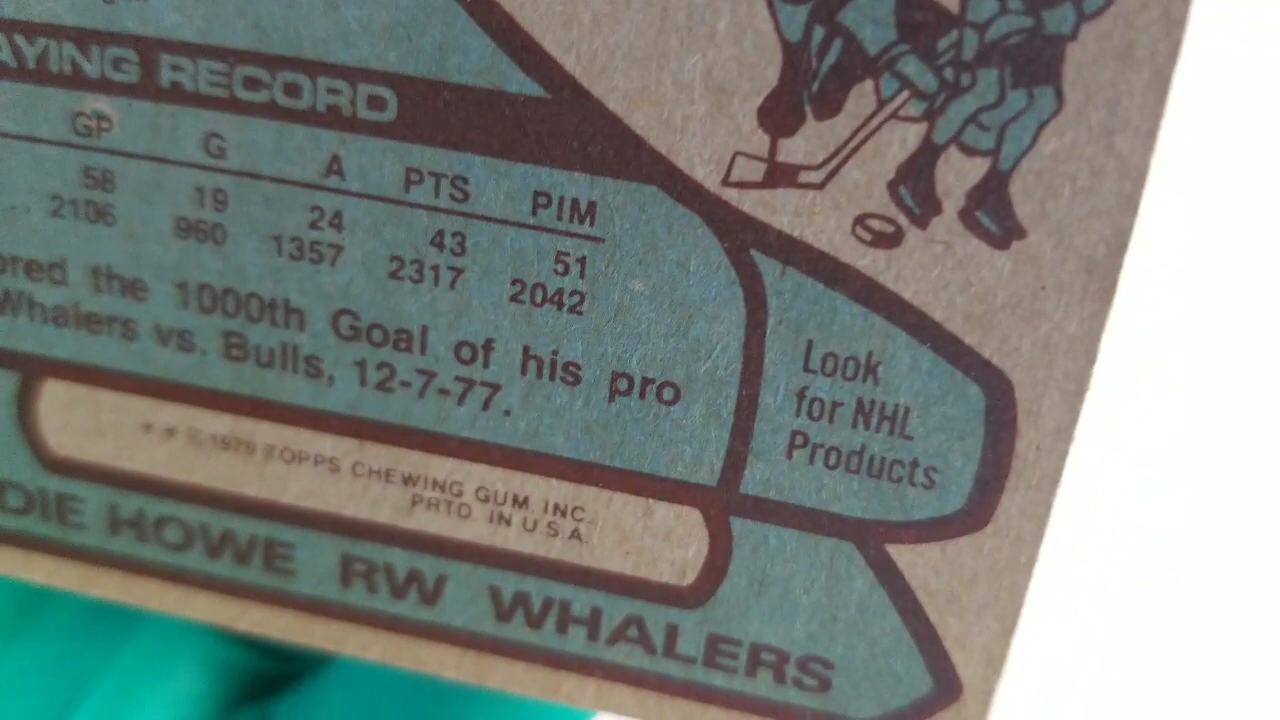 AYING RECORD
GP G A PTS PIM
58 19 24 43 51
2106 960 1357 2317 2042
ored the 1000th Goal of his pro
Whalers vs. Bulls, 12-7-77.
Look
for NHL
Products
* * © 1979 TOPPS CHEWING GUM, INC.
PRTD. IN U.S.A.
DIE HOWE RW WHALERS